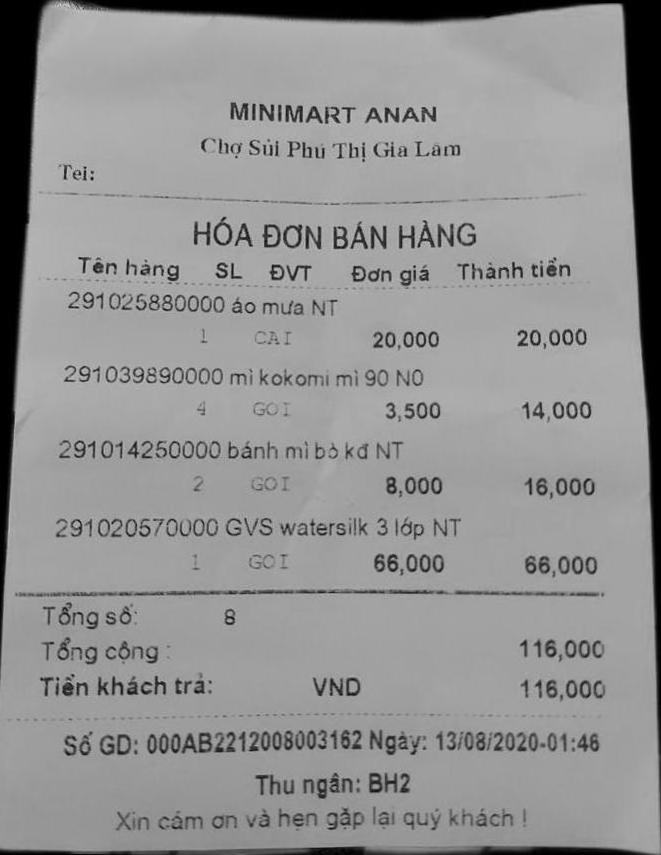 MINIMART ANAN
Chợ Sủi Phú Thị Gia Lâm
Tei:
HÓA ĐƠN BÁN HÀNG
Tên hàng SL ĐVT Đơn giá Thành tiền
291025880000 áo mưa NT
1 CAI 20,000 20,000
291039890000 mì kokomi mì 90 N0
4 GOI 3,500 14,000
291014250000 bánh mì bò kđ NT
2 GOI 8,000 16,000
291020570000 GVS watersilk 3 lớp NT
1 GOI 66,000 66,000
Tổng số: 8
Tổng cộng : 116,000
Tiền khách trả: VND 116,000
Số GD: 000AB2212008003162 Ngày: 13/08/2020-01:46
Thu ngân: BH2
Xin cám ơn và hẹn gặp lại quý khách !